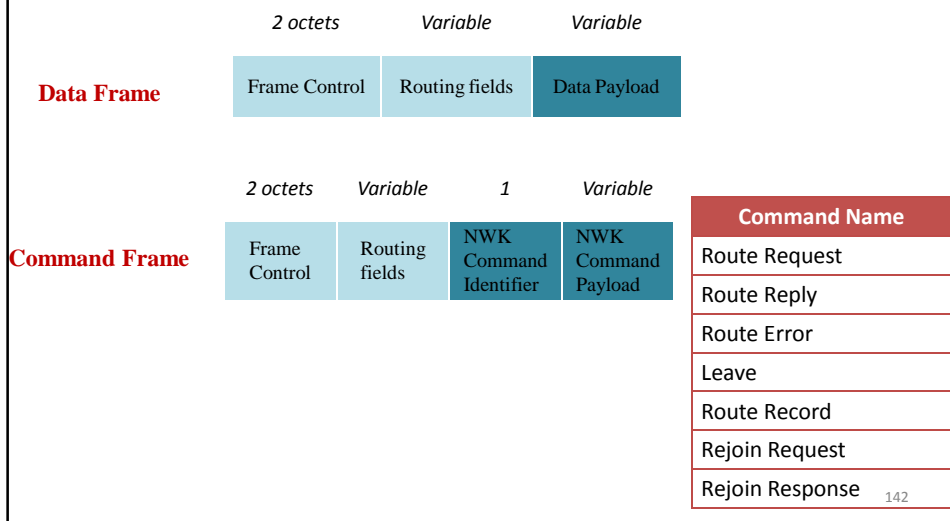 2 octets Variable Variable
Data Frame
Frame Control Routing fields Data Payload
2 octets Variable 1 Variable
Command Frame
Frame
Control
Routing
fields
NWK
Command
Identifier
NWK
Command
Payload
Command Name
Route Request
Route Reply
Route Error
Leave
Route Record
Rejoin Request
Rejoin Response
142